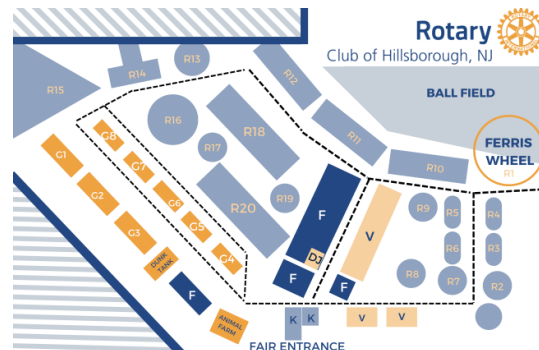 Rotary
Club of Hillsborough, NJ
BALL FIELD
FERRIS
WHEEL
R1
R13
R14
R15
R12
R16
R18
R11
R17
R10
G8
G1
G7
G2
G6
R20
R19
G3
G5
G4
F
V
DJ
R9
R5
R4
R6
R3
R8
R7
R2
DUNK
TANK
F
F
F
ANIMAL
FARM
K
K
V
V
FAIR ENTRANCE